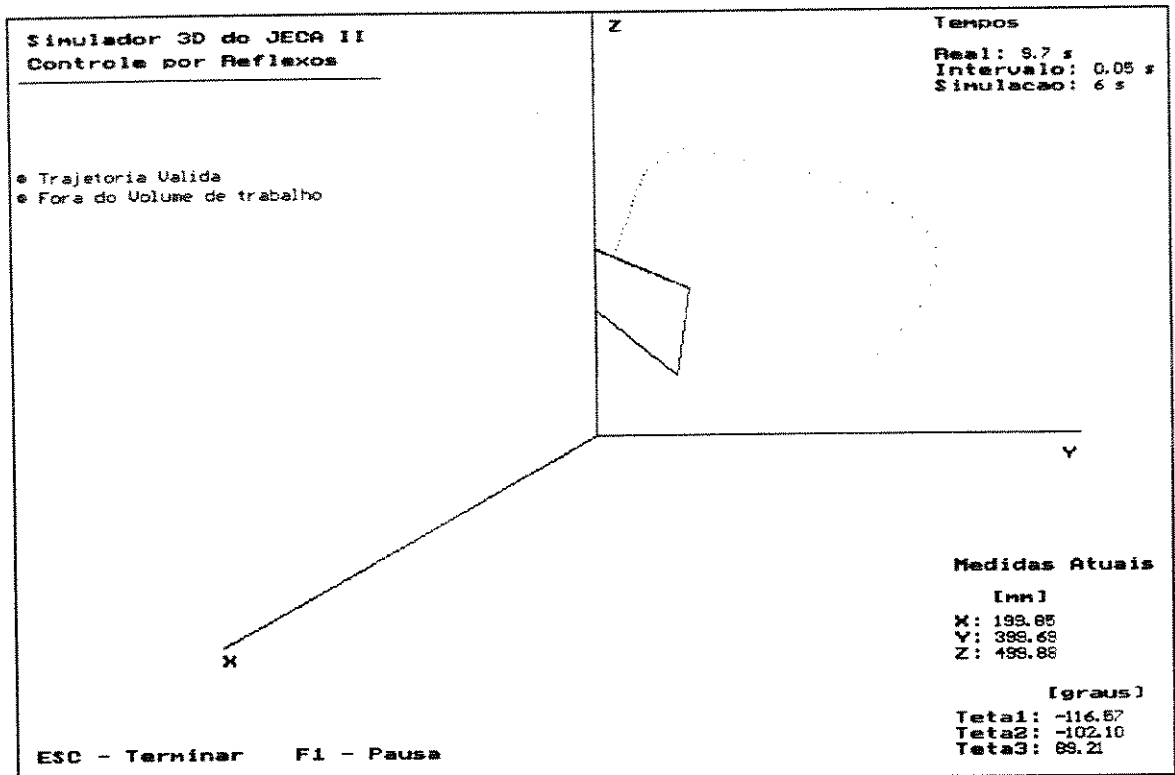 Simulador 3D do JECA II
Controle por Reflexos
Trajetoria Valida
Fora do Volume de trabalho
Z
Tempos
Real: 9.7 s
Intervalo: 0.05 s
Simulacao: 6 s
Y
X
Medidas Atuais
[mm]
X: 199.85
Y: 399.69
Z: 499.88
[graus]
Teta1: -116.57
Teta2: -102.10
Teta3: 89.21
ESC - Terminar F1 - Pausa